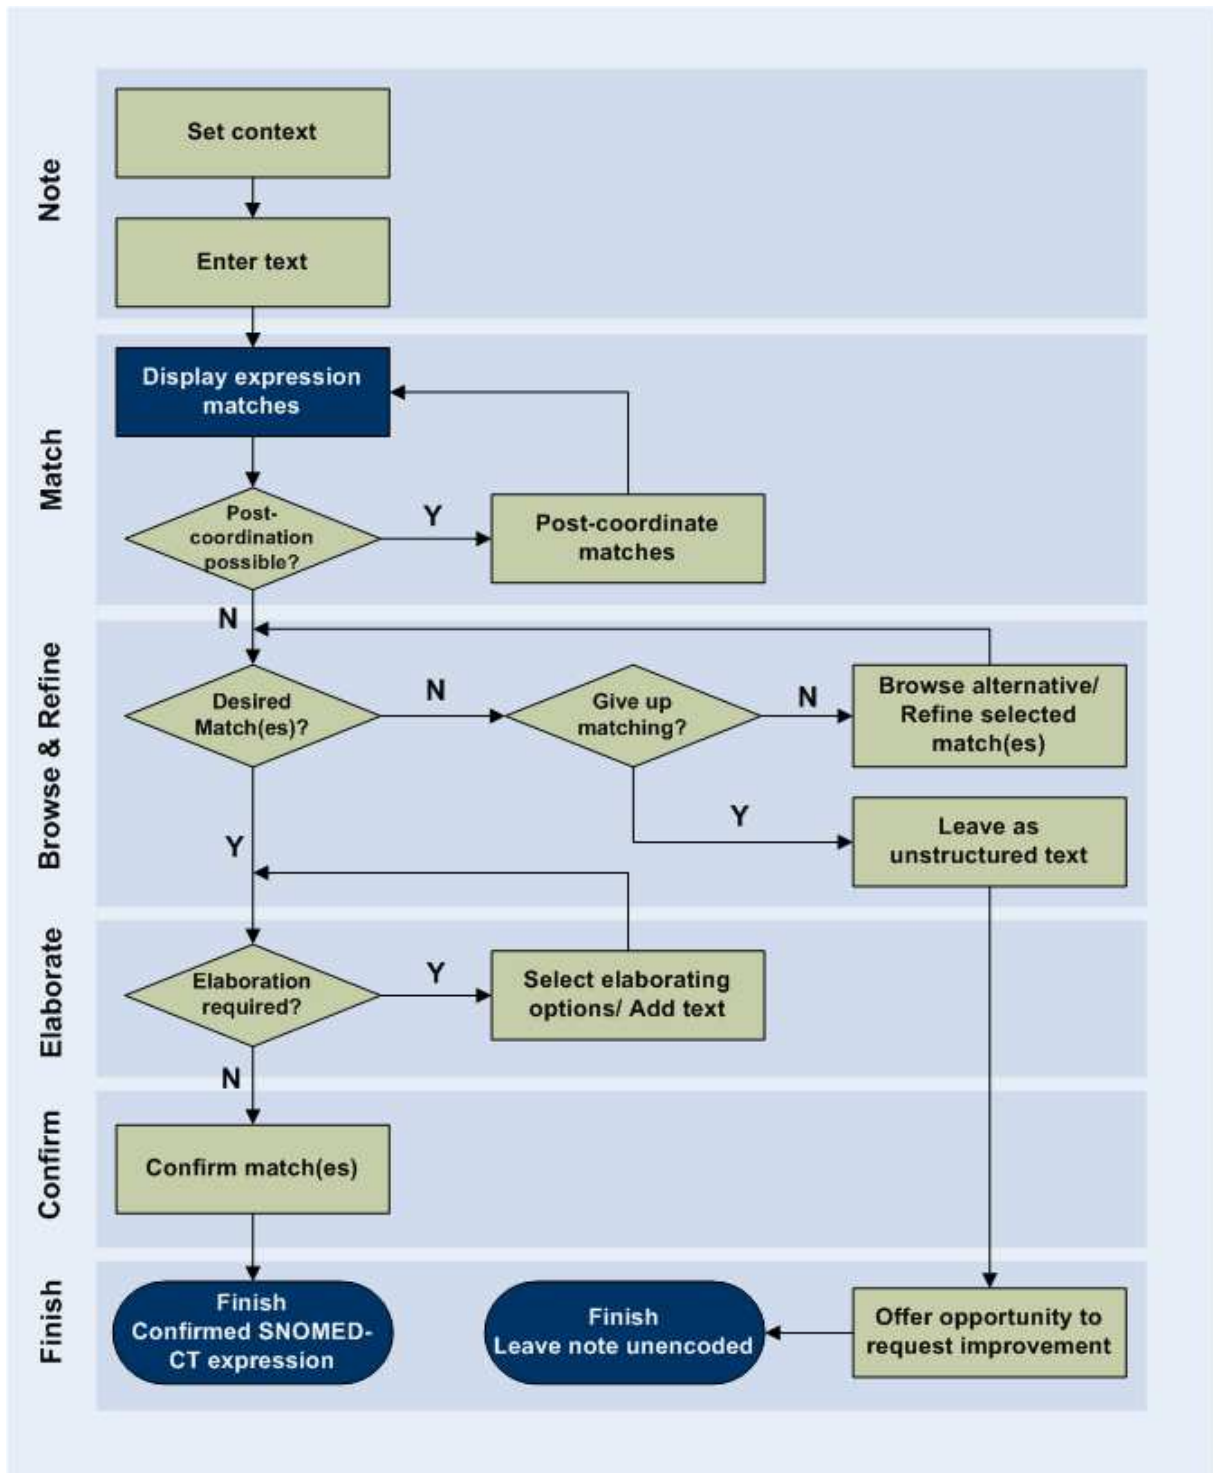 Note
Set context
Enter text
Match
Display expression
matches
Post-
coordination
possible?
Y
Post-coordinate
matches
N
Browse & Refine
Desired
Match(es)?
N
Give up
matching?
N
Browse alternative/
Refine selected
match(es)
Y
Y
Leave as
unstructured text
Elaborate
Elaboration
required?
Y
Select elaborating
options/ Add text
N
Confirm
Confirm match(es)
Finish
Finish
Confirmed SNOMED-
CT expression
Finish
Leave note unencoded
Offer opportunity to
request improvement